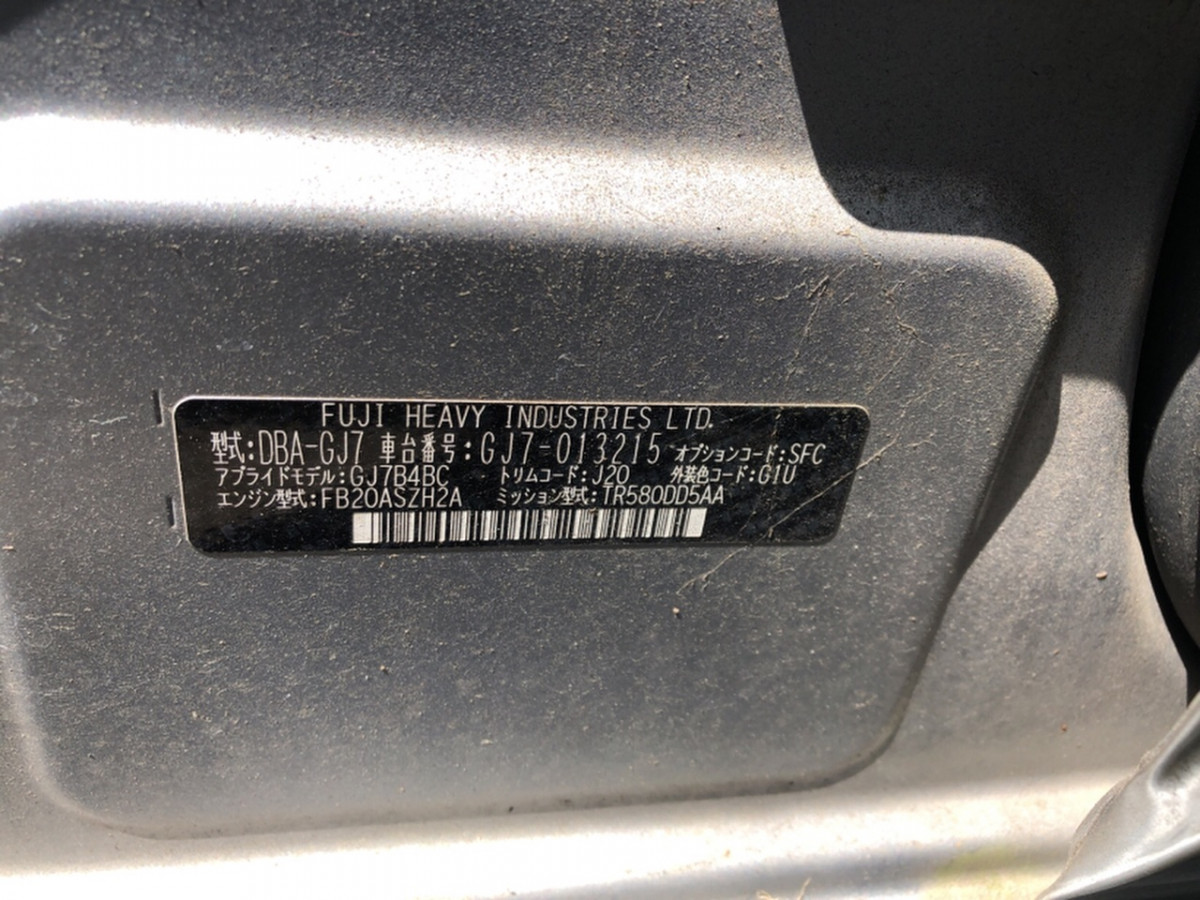 FUJI HEAVY INDUSTRIES LTD.
型式:DBA-GJ7 車台番号:GJ7-013215 オプションコード:SFC
アプライドモデル:GJ7B4BC トリムコード:J20 外装色コード:G1U
エンジン型式:FB20ASZH2A ミッション型式:TR580DD5AA